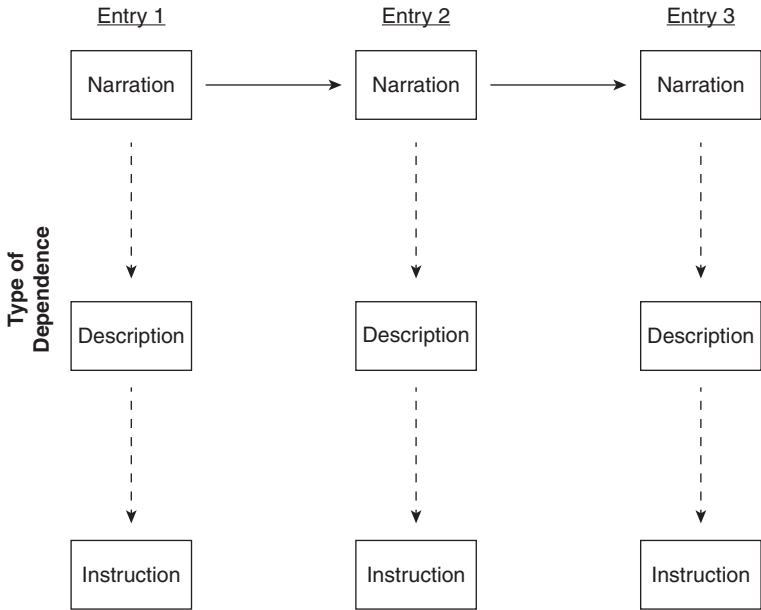 Entry 1
Entry 2
Entry 3
Narration
Narration
Narration
Type of
Dependence
Description
Description
Description
Instruction
Instruction
Instruction